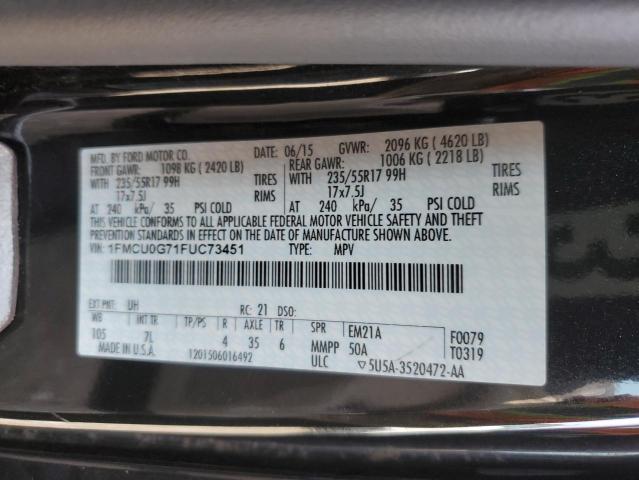 MFD. BY FORD MOTOR CO.
DATE: 06/15 GVWR: 2096 KG ( 4620 LB)
FRONT GAWR: 1098 KG ( 2420 LB)
REAR GAWR: 1006 KG ( 2218 LB)
WITH 235/55R17 99H TIRES
WITH 235/55R17 99H TIRES
17x7.5J RIMS
17x7.5J RIMS
AT 240 kPa/ 35 PSI COLD
AT 240 kPa/ 35 PSI COLD
THIS VEHICLE CONFORMS TO ALL APPLICABLE FEDERAL MOTOR VEHICLE SAFETY AND THEFT
PREVENTION STANDARDS IN EFFECT ON THE DATE OF MANUFACTURE SHOWN ABOVE.
VIN: 1FMCU0G71FUC73451 TYPE: MPV
EXT PNT: UH RC: 21 DSO:
WB INT TR TP/PS R AXLE TR SPR EM21A F0079
105 7L 4 35 6 MMPP 50A T0319
MADE IN U.S.A. 1201506016492 ULC ▽5U5A-3520472-AA